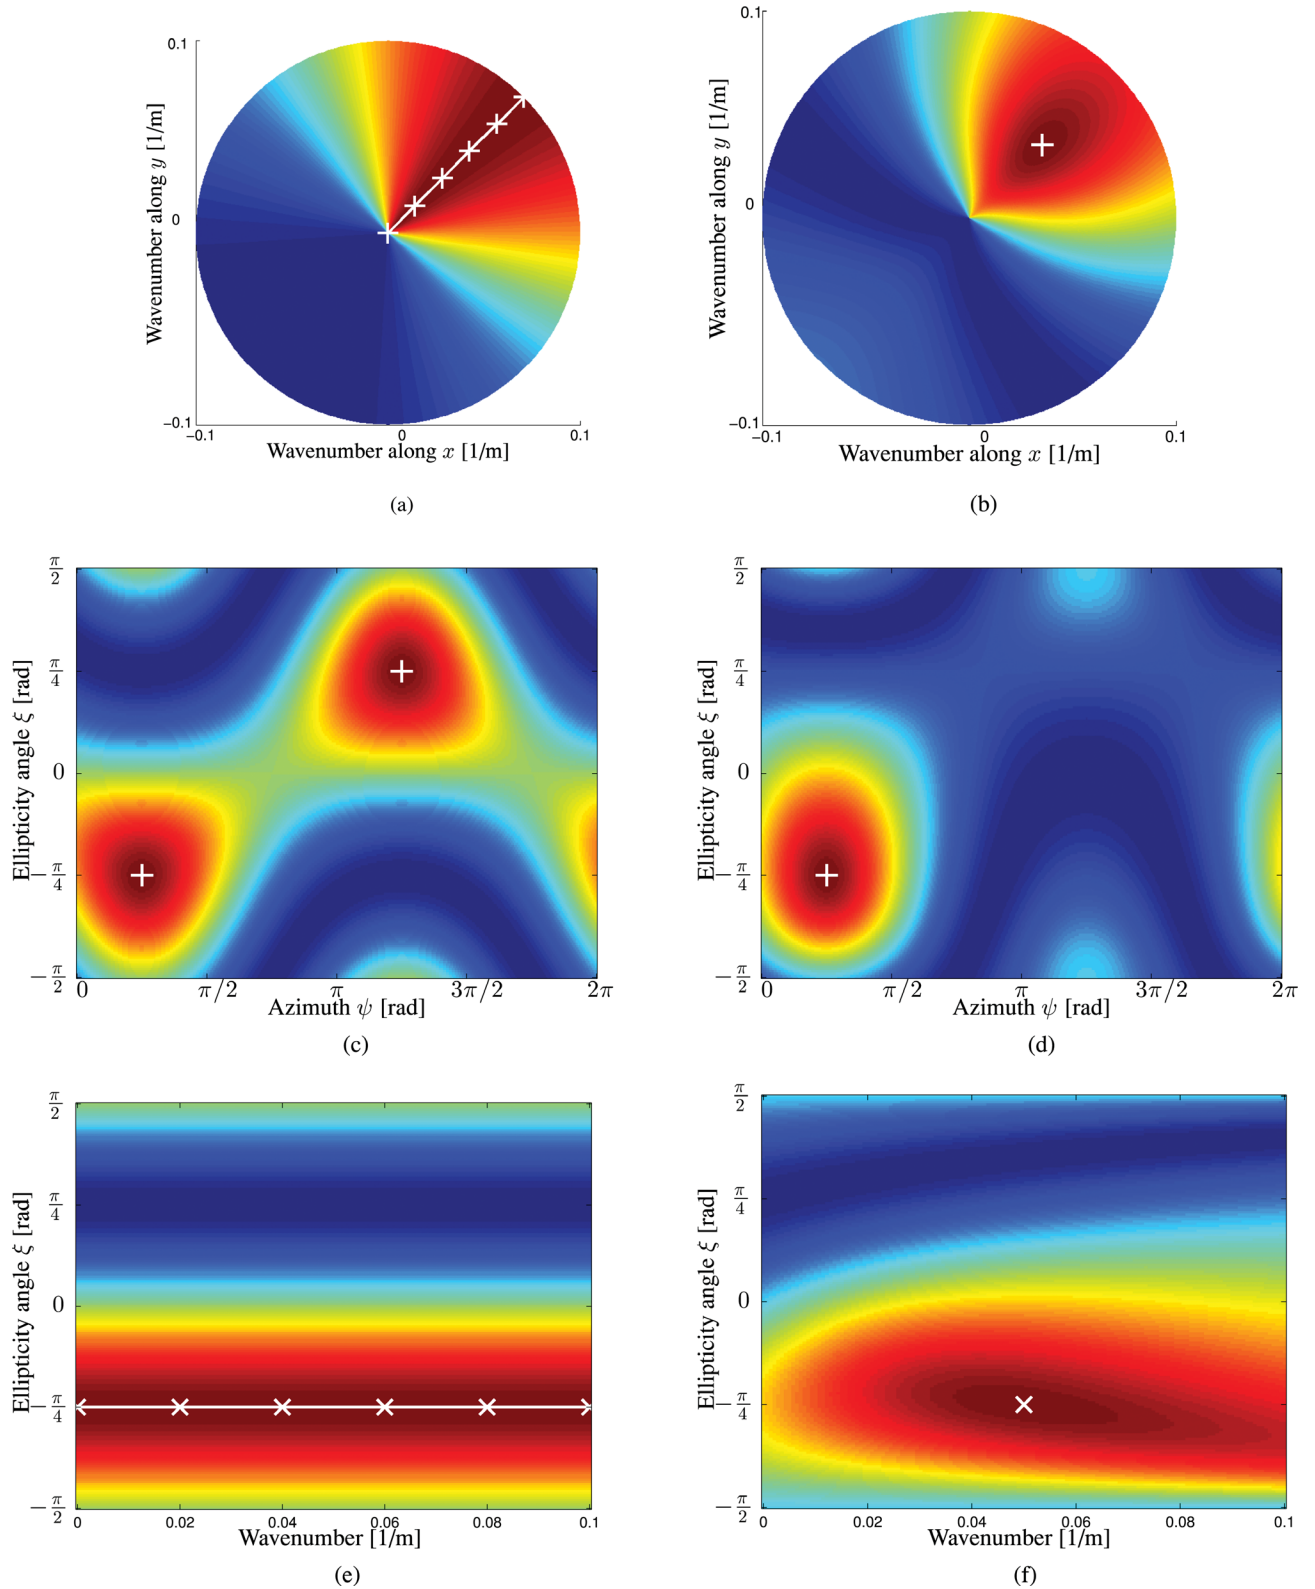 0.1
0
−0.1
−0.1
0
0.1
Wavenumber along y [1/m]
Wavenumber along x [1/m]
(a)
0.1
0
−0.1
−0.1
0
0.1
Wavenumber along y [1/m]
Wavenumber along x [1/m]
(b)
π/2
π/4
0
−π/4
−π/2
Ellipticity angle ξ [rad]
0 π/2 π 3π/2 2π
Azimuth ψ [rad]
(c)
π/2
π/4
0
−π/4
−π/2
Ellipticity angle ξ [rad]
0 π/2 π 3π/2 2π
Azimuth ψ [rad]
(d)
π/2
π/4
0
−π/4
−π/2
Ellipticity angle ξ [rad]
0 0.02 0.04 0.06 0.08 0.1
Wavenumber [1/m]
(e)
π/2
π/4
0
−π/4
−π/2
Ellipticity angle ξ [rad]
0 0.02 0.04 0.06 0.08 0.1
Wavenumber [1/m]
(f)